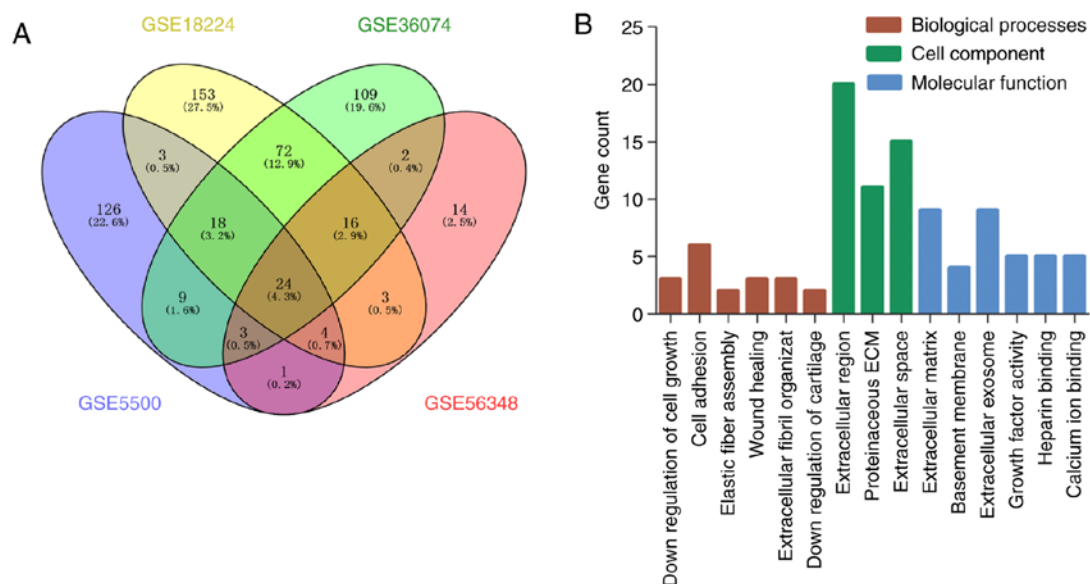 A
GSE18224
GSE36074
153
(27.5%)
109
(19.6%)
3
(0.5%)
72
(12.9%)
2
(0.4%)
126
(22.6%)
18
(3.2%)
16
(2.9%)
14
(2.5%)
9
(1.6%)
24
(4.3%)
3
(0.5%)
3
(0.5%)
4
(0.7%)
1
(0.2%)
GSE5500
GSE56348
B
Biological processes
Cell component
Molecular function
Gene count
25
20
15
10
5
0
Down regulation of cell growth
Cell adhesion
Elastic fiber assembly
Wound healing
Extracellular fibril organizat
Down regulation of cartilage
Extracellular region
Proteinaceous ECM
Extracellular space
Extracellular matrix
Basement membrane
Extracellular exosome
Growth factor activity
Heparin binding
Calcium ion binding